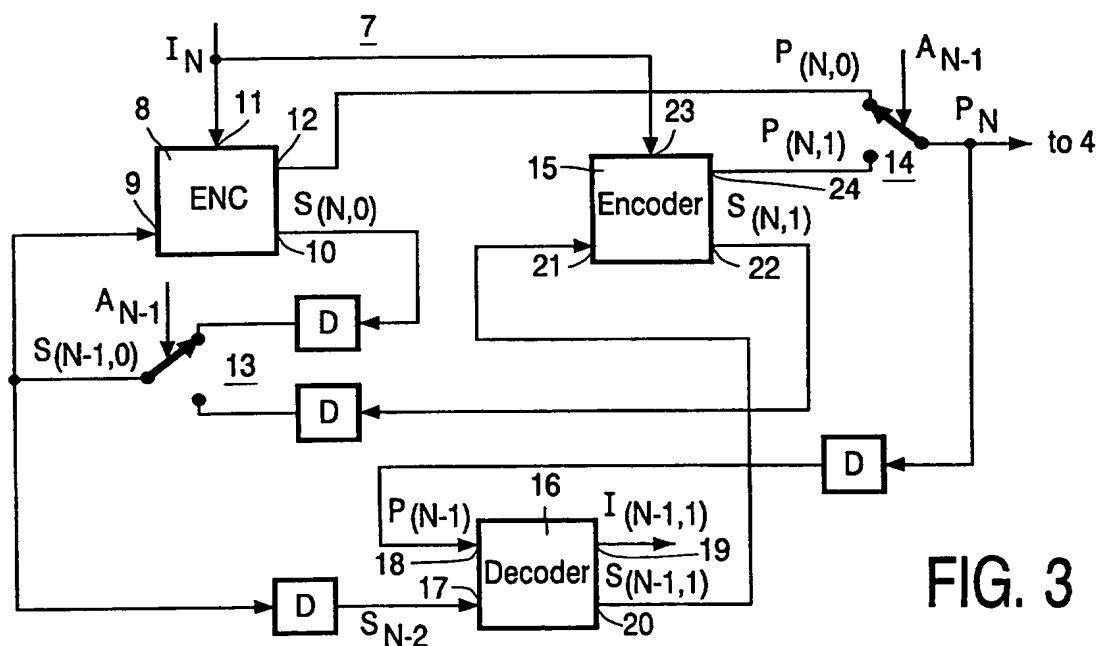 I_N
7
P_(N,0)
A_N-1
8
11
12
23
P_N
to 4
P_(N,1)
14
15
9
ENC
S_(N,0)
Encoder
24
S_(N,1)
10
21
22
A_N-1
D
S_(N-1,0)
13
D
D
16
P_(N-1)
I_(N-1,1)
18
19
Decoder
17
S_(N-1,1)
D
S_N-2
20
FIG. 3